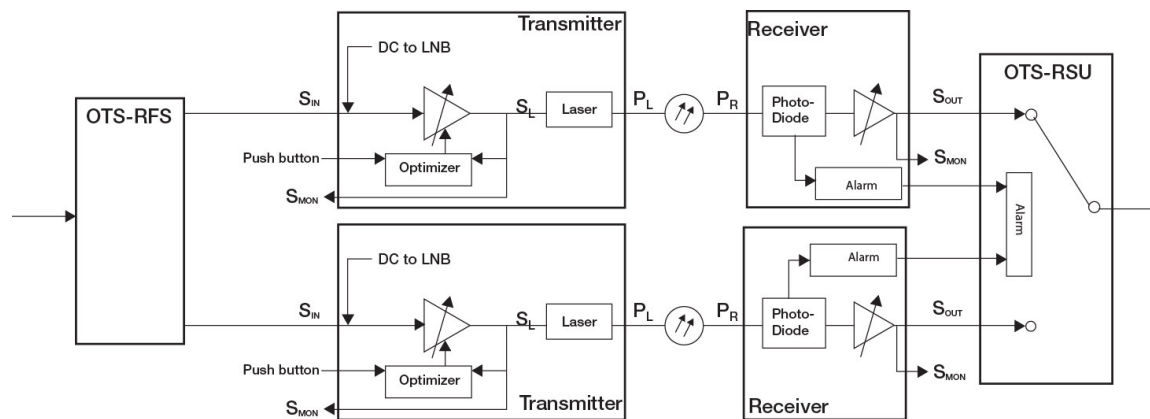 Transmitter
Receiver
DC to LNB
OTS-RSU
OTS-RFS
S_IN
S_L
Laser
P_L
P_R
Photo-
Diode
S_OUT
Push button
Optimizer
S_MON
S_MON
Alarm
Alarm
DC to LNB
Alarm
S_IN
S_L
Laser
P_L
P_R
Photo-
Diode
S_OUT
Push button
Optimizer
S_MON
S_MON
Transmitter
Receiver